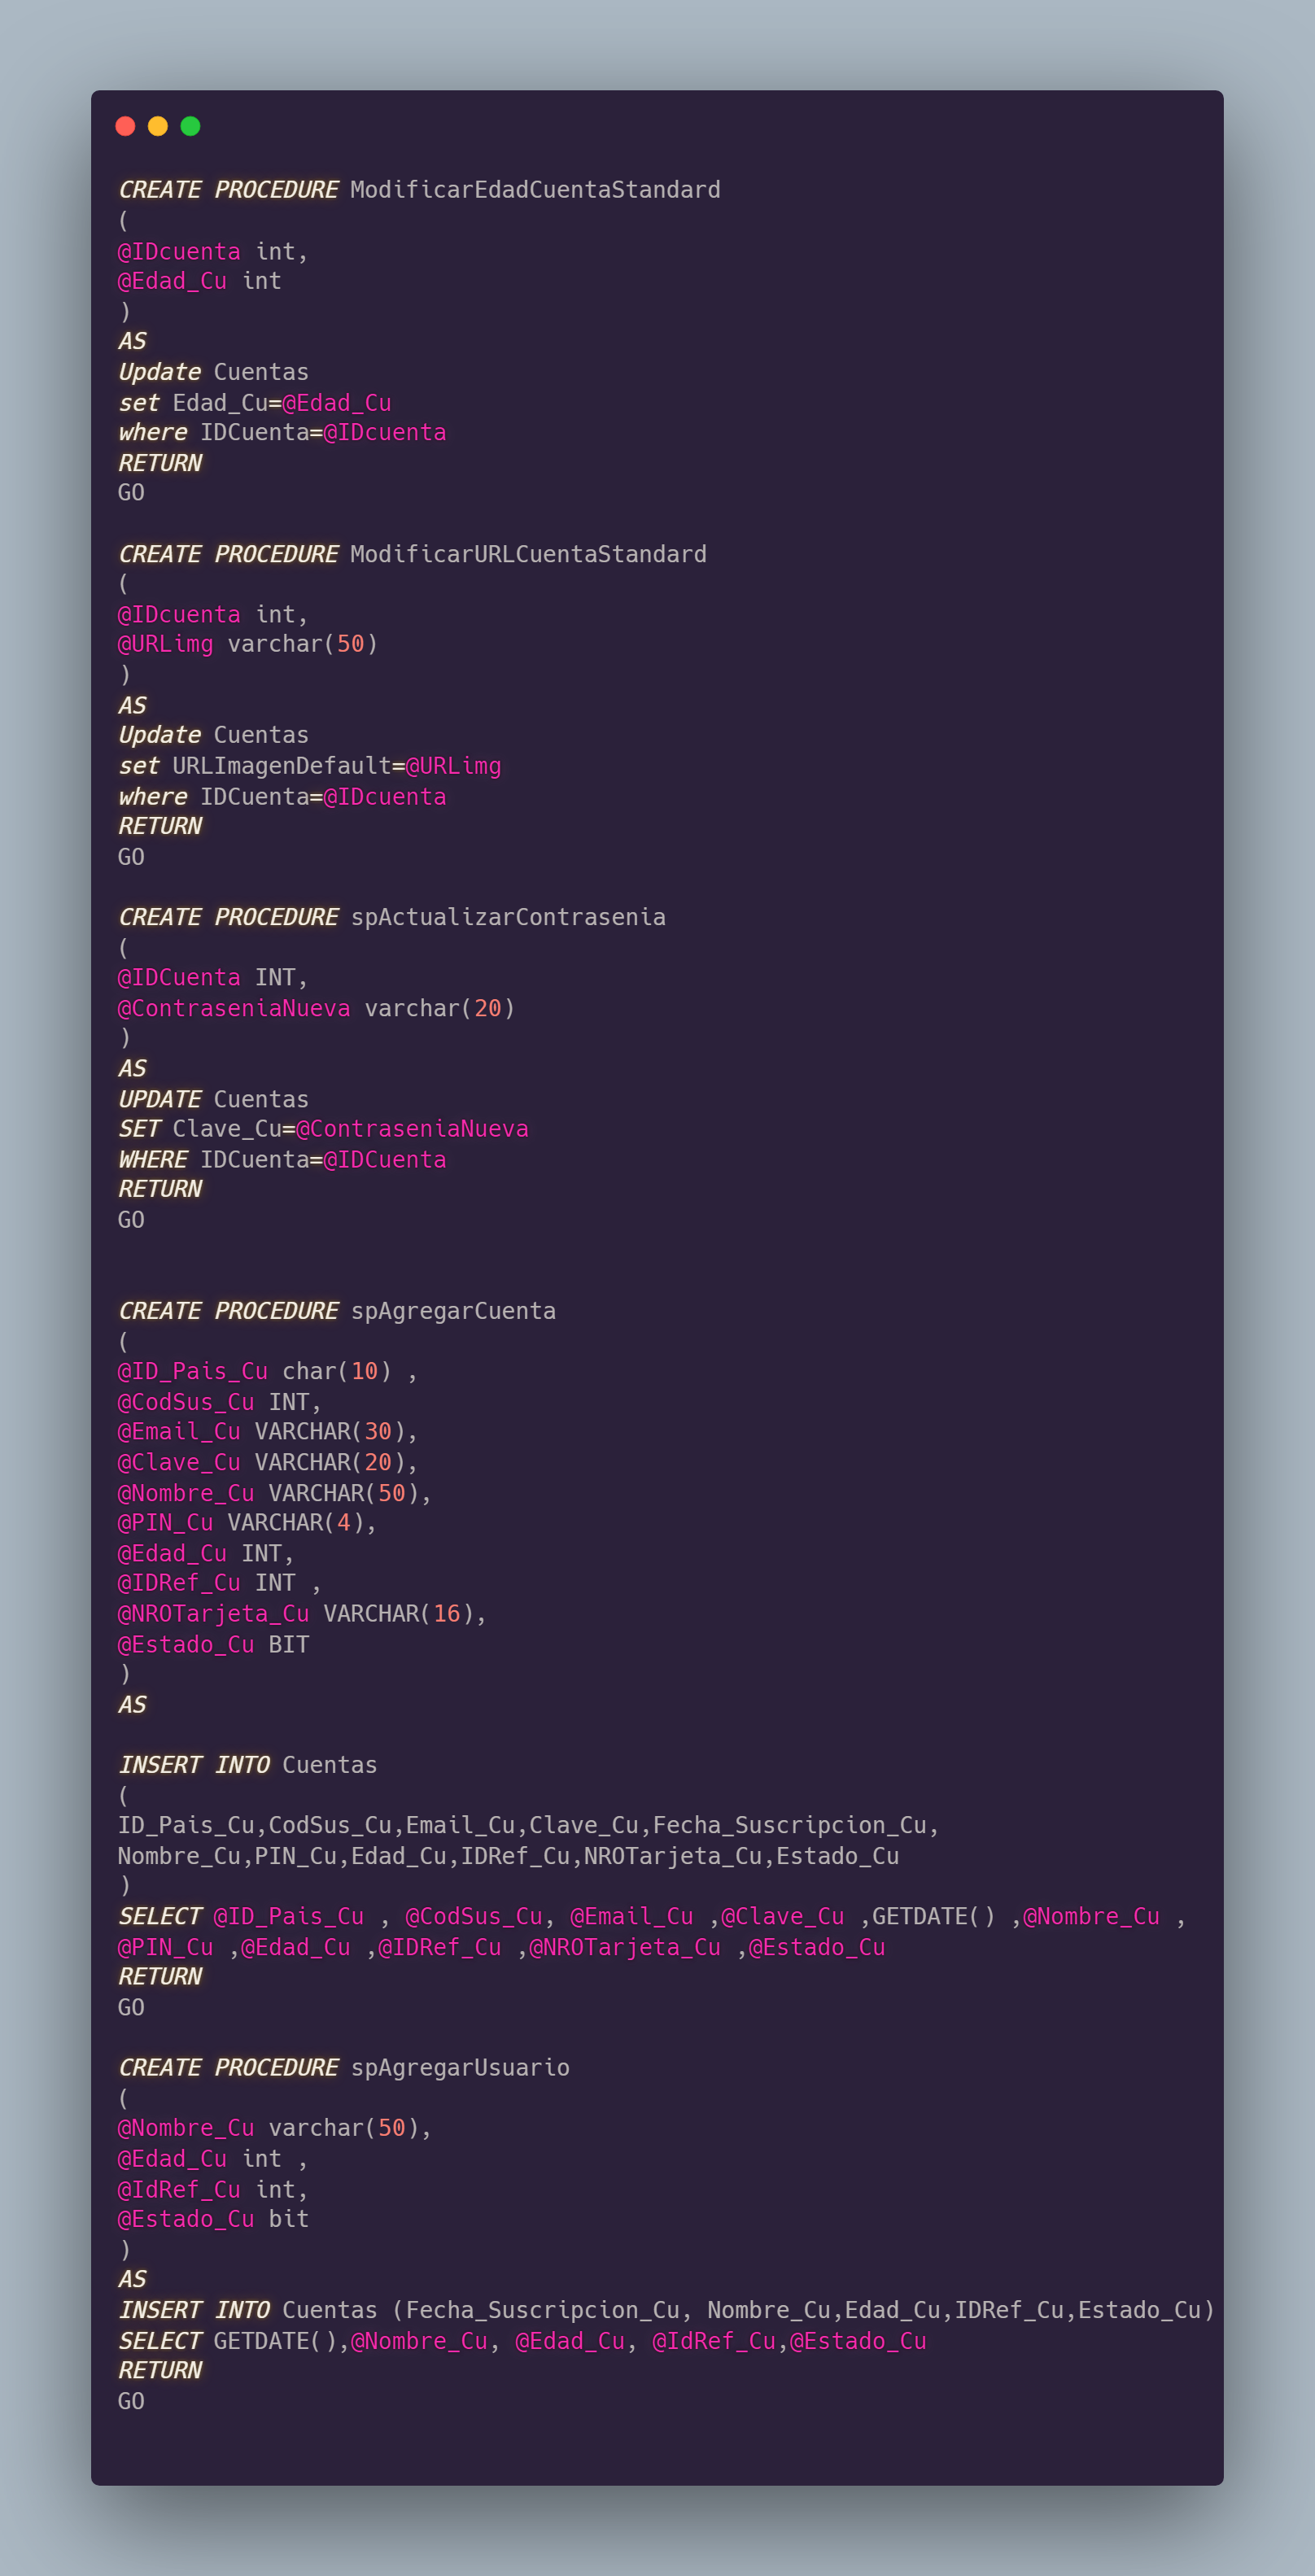 CREATE PROCEDURE ModificarEdadCuentaStandard
(
@IDcuenta int,
@Edad_Cu int
)
AS
Update Cuentas
set Edad_Cu=@Edad_Cu
where IDCuenta=@IDcuenta
RETURN
GO

CREATE PROCEDURE ModificarURLCuentaStandard
(
@IDcuenta int,
@URLimg varchar(50)
)
AS
Update Cuentas
set URLImagenDefault=@URLimg
where IDCuenta=@IDcuenta
RETURN
GO

CREATE PROCEDURE spActualizarContrasenia
(
@IDCuenta INT,
@ContraseniaNueva varchar(20)
)
AS
UPDATE Cuentas
SET Clave_Cu=@ContraseniaNueva
WHERE IDCuenta=@IDCuenta
RETURN
GO


CREATE PROCEDURE spAgregarCuenta
(
@ID_Pais_Cu char(10) ,
@CodSus_Cu INT,
@Email_Cu VARCHAR(30),
@Clave_Cu VARCHAR(20),
@Nombre_Cu VARCHAR(50),
@PIN_Cu VARCHAR(4),
@Edad_Cu INT,
@IDRef_Cu INT ,
@NROTarjeta_Cu VARCHAR(16),
@Estado_Cu BIT
)
AS

INSERT INTO Cuentas
(
ID_Pais_Cu,CodSus_Cu,Email_Cu,Clave_Cu,Fecha_Suscripcion_Cu,
Nombre_Cu,PIN_Cu,Edad_Cu,IDRef_Cu,NROTarjeta_Cu,Estado_Cu
)
SELECT @ID_Pais_Cu , @CodSus_Cu, @Email_Cu ,@Clave_Cu ,GETDATE() ,@Nombre_Cu ,
@PIN_Cu ,@Edad_Cu ,@IDRef_Cu ,@NROTarjeta_Cu ,@Estado_Cu
RETURN
GO

CREATE PROCEDURE spAgregarUsuario
(
@Nombre_Cu varchar(50),
@Edad_Cu int ,
@IdRef_Cu int,
@Estado_Cu bit
)
AS
INSERT INTO Cuentas (Fecha_Suscripcion_Cu, Nombre_Cu,Edad_Cu,IDRef_Cu,Estado_Cu)
SELECT GETDATE(),@Nombre_Cu, @Edad_Cu, @IdRef_Cu,@Estado_Cu
RETURN
GO